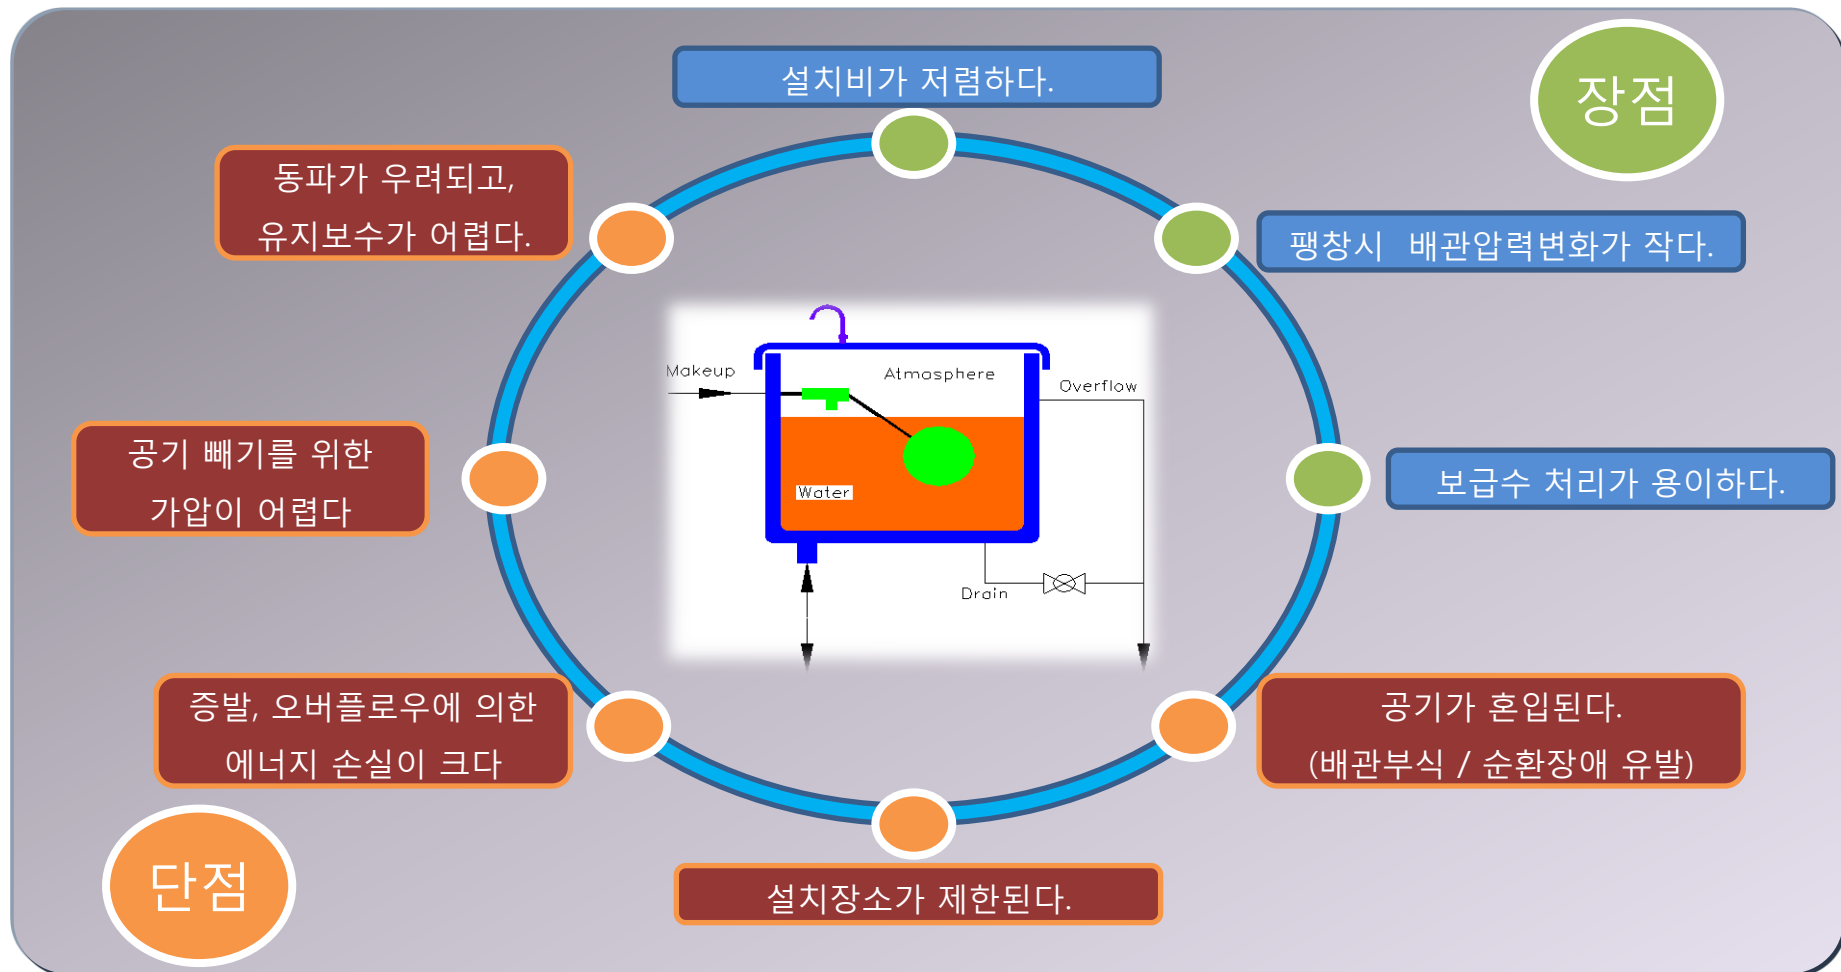 설치비가 저렴하다.
장점
동파가 우려되고,
유지보수가 어렵다.
팽창시 배관압력변화가 작다.
Makeup
Atmosphere
Overflow
Water
Drain
공기 빼기를 위한
가압이 어렵다
보급수 처리가 용이하다.
증발, 오버플로우에 의한
에너지 손실이 크다
공기가 혼입된다.
(배관부식 / 순환장애 유발)
단점
설치장소가 제한된다.